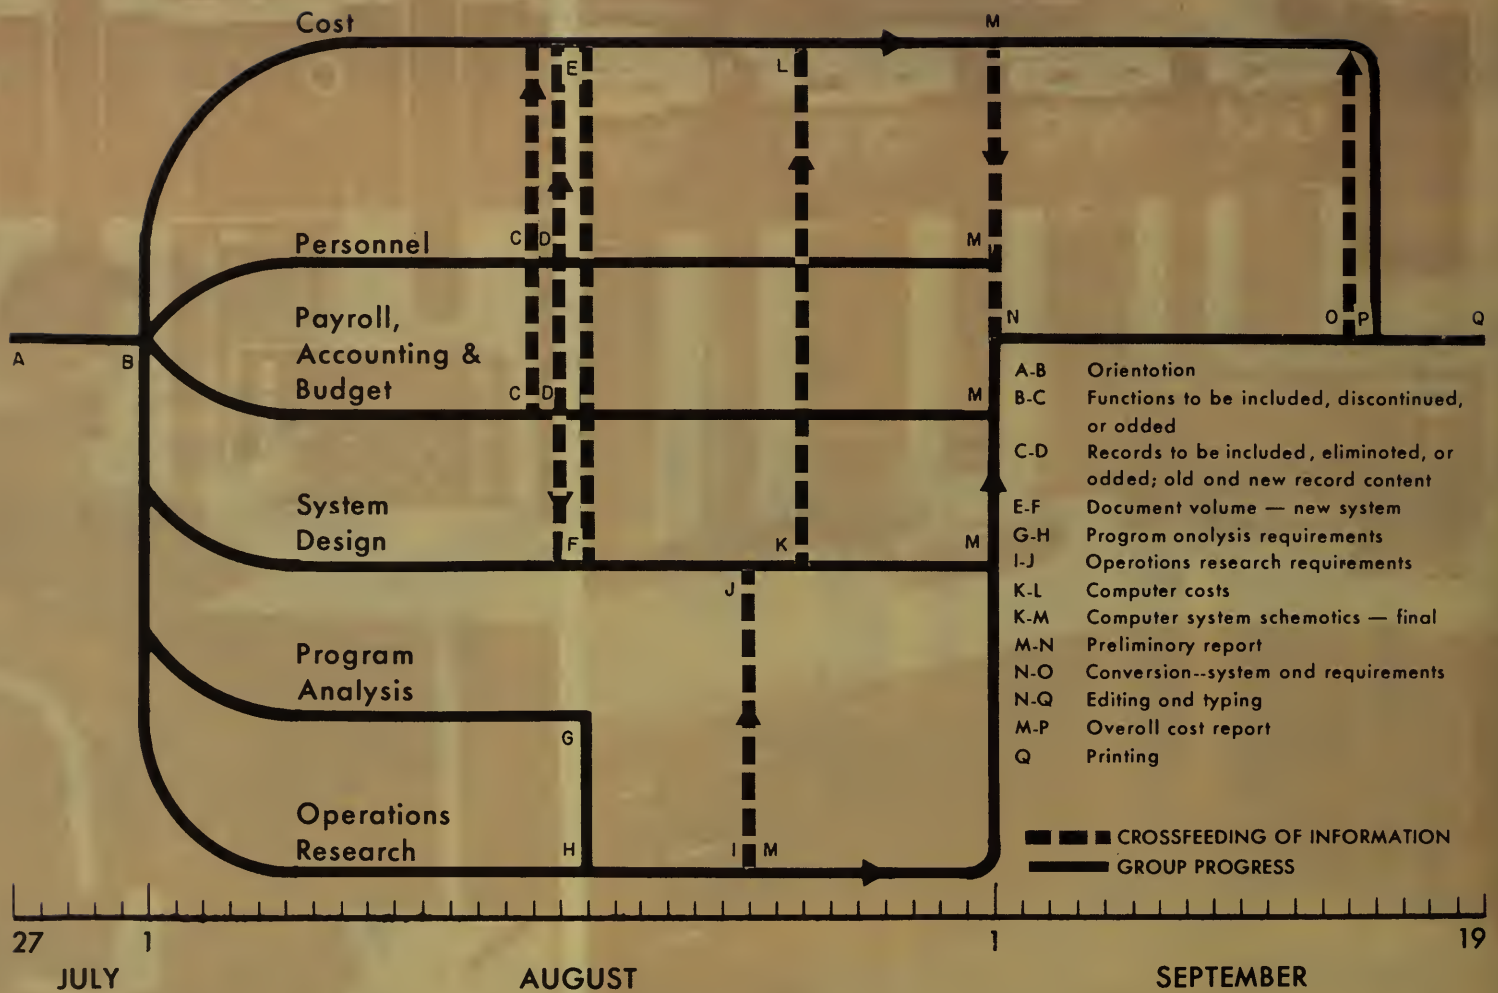 Cost
M
E
L
C D
M
Personnel
N
O P
Q
Payroll,
Accounting &
Budget
A
B
C D
M
System
Design
F
K
M
J
Program
Analysis
G
Operations
Research
H
I M
A-B Orientotion
B-C Functions to be included, discontinued,
or odded
C-D Records to be included, eliminoted, or
odded; old ond new record content
E-F Document volume — new system
G-H Progrom onolysis requirements
I-J Operotions research requirements
K-L Computer costs
K-M Computer system schemotics — final
M-N Preliminory report
N-O Conversion--system ond requirements
N-Q Editing ond typing
M-P Overoll cost report
Q Printing
CROSSFEEDING OF INFORMATION
GROUP PROGRESS
27 1 1 19
JULY AUGUST SEPTEMBER